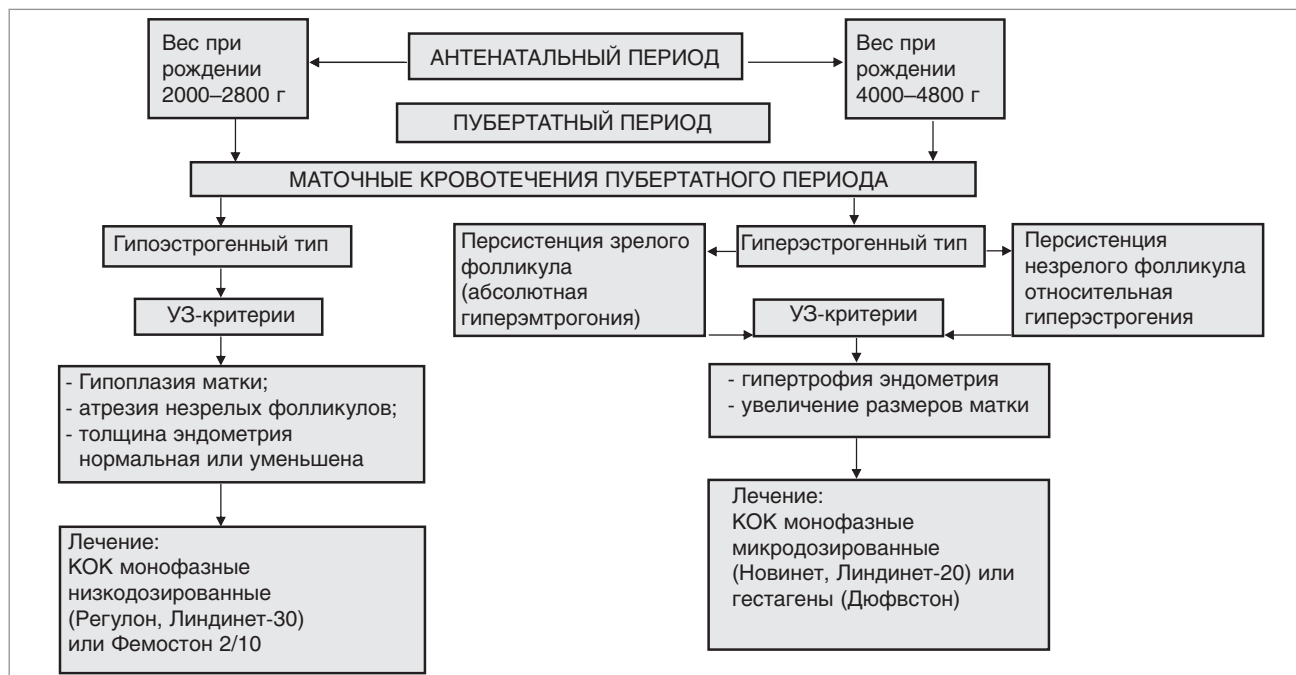 Вес при
рождении
2000–2800 г
АНТЕНАТАЛЬНЫЙ ПЕРИОД
Вес при
рождении
4000–4800 г
ПУБЕРТАТНЫЙ ПЕРИОД
МАТОЧНЫЕ КРОВОТЕЧЕНИЯ ПУБЕРТАТНОГО ПЕРИОДА
Гипоэстрогенный тип
Персистенция зрелого
фолликула
(абсолютная
гиперэмтрогония)
Гиперэстрогенный тип
Персистенция
незрелого фолликула
относительная
гиперэстрогения
УЗ-критерии
УЗ-критерии
- Гипоплазия матки;
- атрезия незрелых фолликулов;
- толщина эндометрия
нормальная или уменьшена
- гипертрофия эндометрия
- увеличение размеров матки
Лечение:
КОК монофазные
низкодозированные
(Регулон, Линдинет-30)
или Фемостон 2/10
Лечение:
КОК монофазные
микродозированные
(Новинет, Линдинет-20) или
гестагены (Дюфвстон)